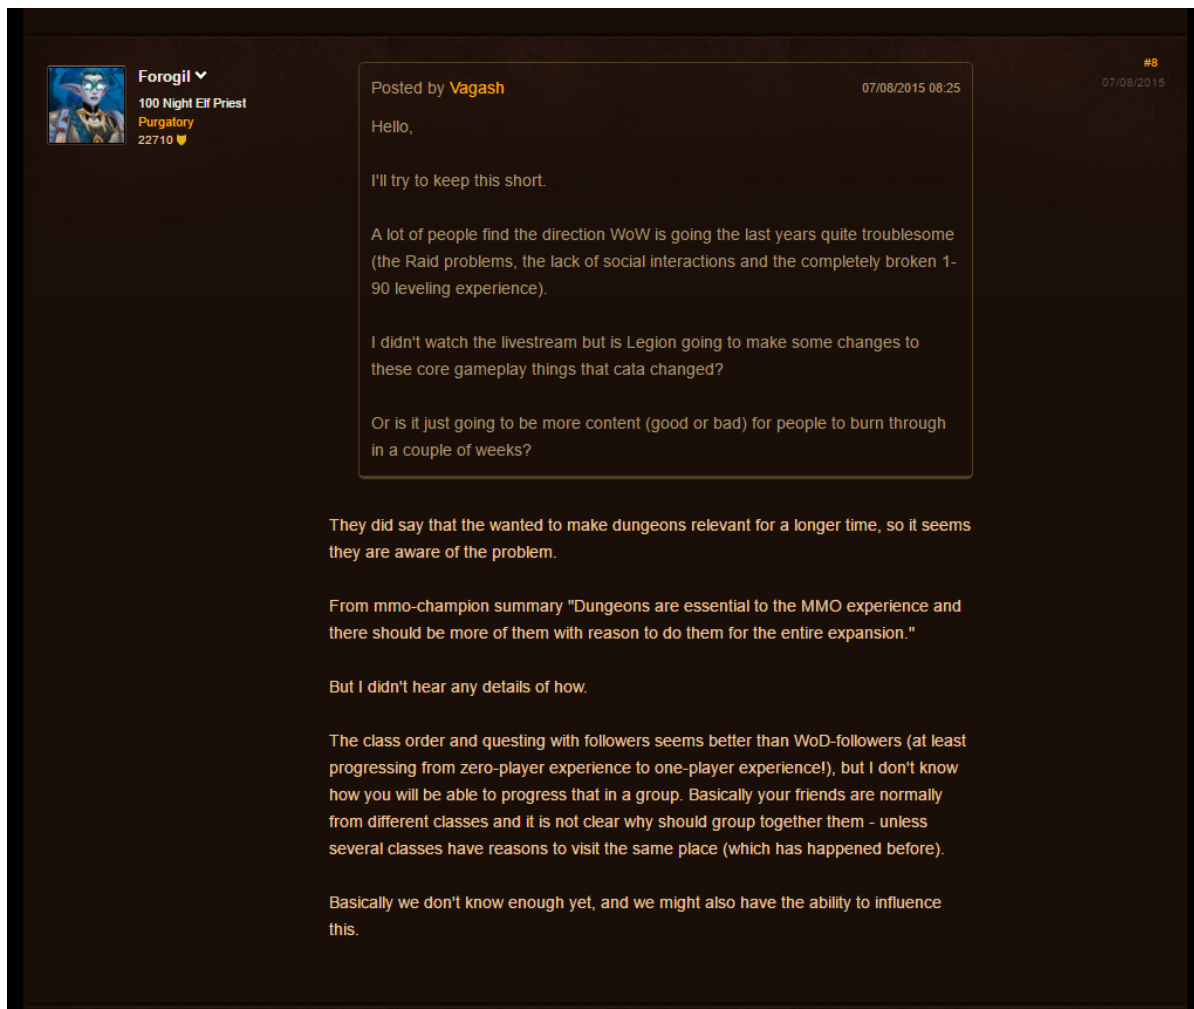 Forogil
100 Night Elf Priest
Purgatory
22710
Posted by Vagash 07/08/2015 08:25
Hello,
I'll try to keep this short.
A lot of people find the direction WoW is going the last years quite troublesome
(the Raid problems, the lack of social interactions and the completely broken 1-
90 leveling experience).
I didn't watch the livestream but is Legion going to make some changes to
these core gameplay things that cata changed?
Or is it just going to be more content (good or bad) for people to burn through
in a couple of weeks?
#8
07/08/2015
They did say that the wanted to make dungeons relevant for a longer time, so it seems
they are aware of the problem.
From mmo-champion summary "Dungeons are essential to the MMO experience and
there should be more of them with reason to do them for the entire expansion."
But I didn't hear any details of how.
The class order and questing with followers seems better than WoD-followers (at least
progressing from zero-player experience to one-player experience!), but I don't know
how you will be able to progress that in a group. Basically your friends are normally
from different classes and it is not clear why should group together them - unless
several classes have reasons to visit the same place (which has happened before).
Basically we don't know enough yet, and we might also have the ability to influence
this.